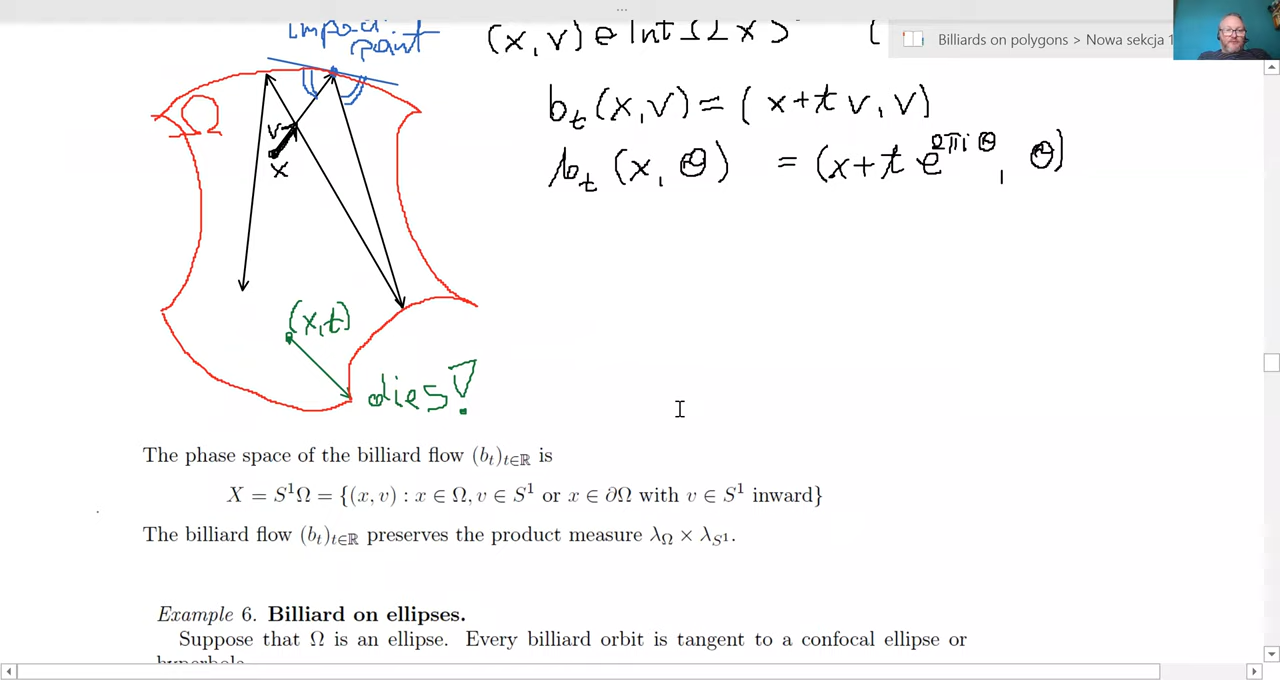 Billiards on polygons > Nowa sekcja 1
impact point
(x,v) e Int Ω x S¹ (
Ω
v
x
b_t (x,v) = (x+tv, v)
b_t (x, θ) = (x+t e^{2πiθ}, θ)
(x,t)
dies!
The phase space of the billiard flow (b_t)_{t∈ℝ} is
X = S¹Ω = {(x, v) : x ∈ Ω, v ∈ S¹ or x ∈ ∂Ω with v ∈ S¹ inward}
The billiard flow (b_t)_{t∈ℝ} preserves the product measure λ_Ω × λ_{S¹}.
Example 6. Billiard on ellipses.
Suppose that Ω is an ellipse. Every billiard orbit is tangent to a confocal ellipse or
hyperbola